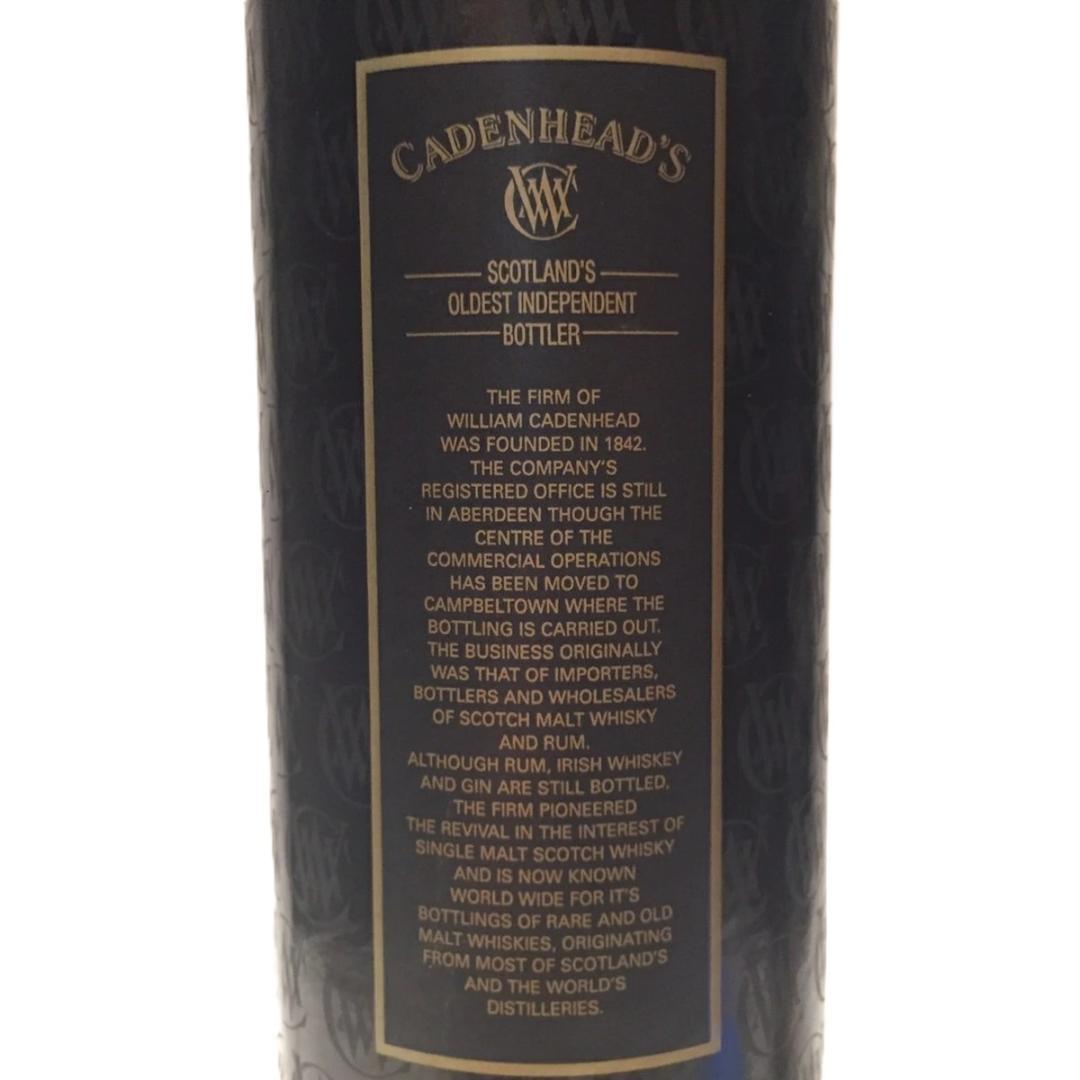 CADENHEAD'S
WC
SCOTLAND'S
OLDEST INDEPENDENT
BOTTLER
THE FIRM OF
WILLIAM CADENHEAD
WAS FOUNDED IN 1842.
THE COMPANY'S
REGISTERED OFFICE IS STILL
IN ABERDEEN THOUGH THE
CENTRE OF THE
COMMERCIAL OPERATIONS
HAS BEEN MOVED TO
CAMPBELTOWN WHERE THE
BOTTLING IS CARRIED OUT.
THE BUSINESS ORIGINALLY
WAS THAT OF IMPORTERS,
BOTTLERS AND WHOLESALERS
OF SCOTCH MALT WHISKY
AND RUM.
ALTHOUGH RUM, IRISH WHISKEY
AND GIN ARE STILL BOTTLED,
THE FIRM PIONEERED
THE REVIVAL IN THE INTEREST OF
SINGLE MALT SCOTCH WHISKY
AND IS NOW KNOWN
WORLD WIDE FOR IT'S
BOTTLINGS OF RARE AND OLD
MALT WHISKIES, ORIGINATING
FROM MOST OF SCOTLAND'S
AND THE WORLD'S
DISTILLERIES.